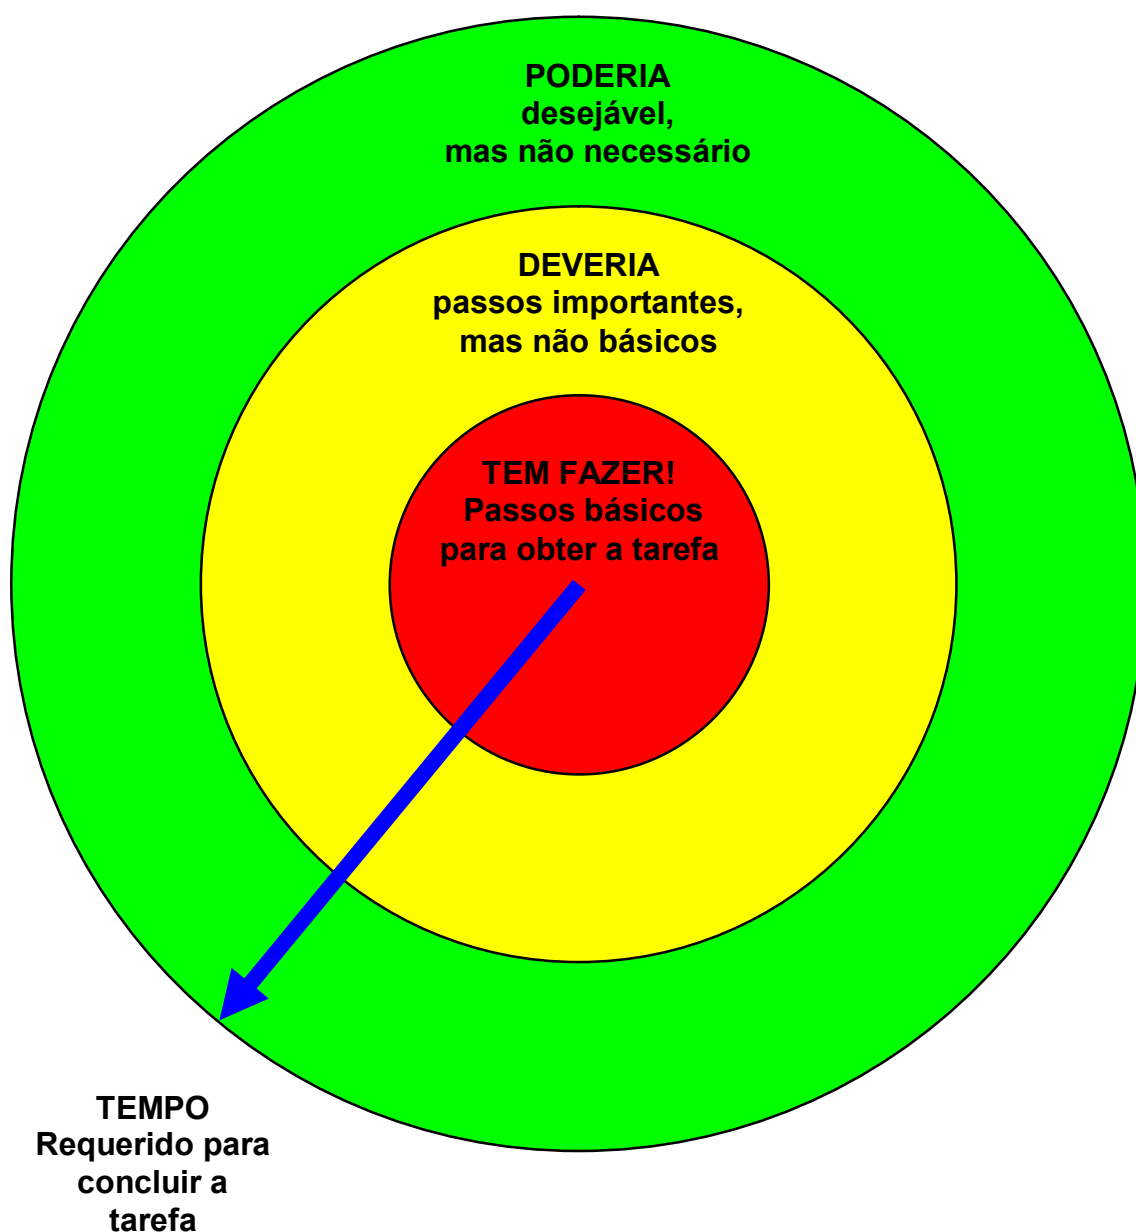 PODERIA
desejável,
mas não necessário
DEVERIA
passos importantes,
mas não básicos
TEM FAZER!
Passos básicos
para obter a tarefa
TEMPO
Requerido para
concluir a
tarefa